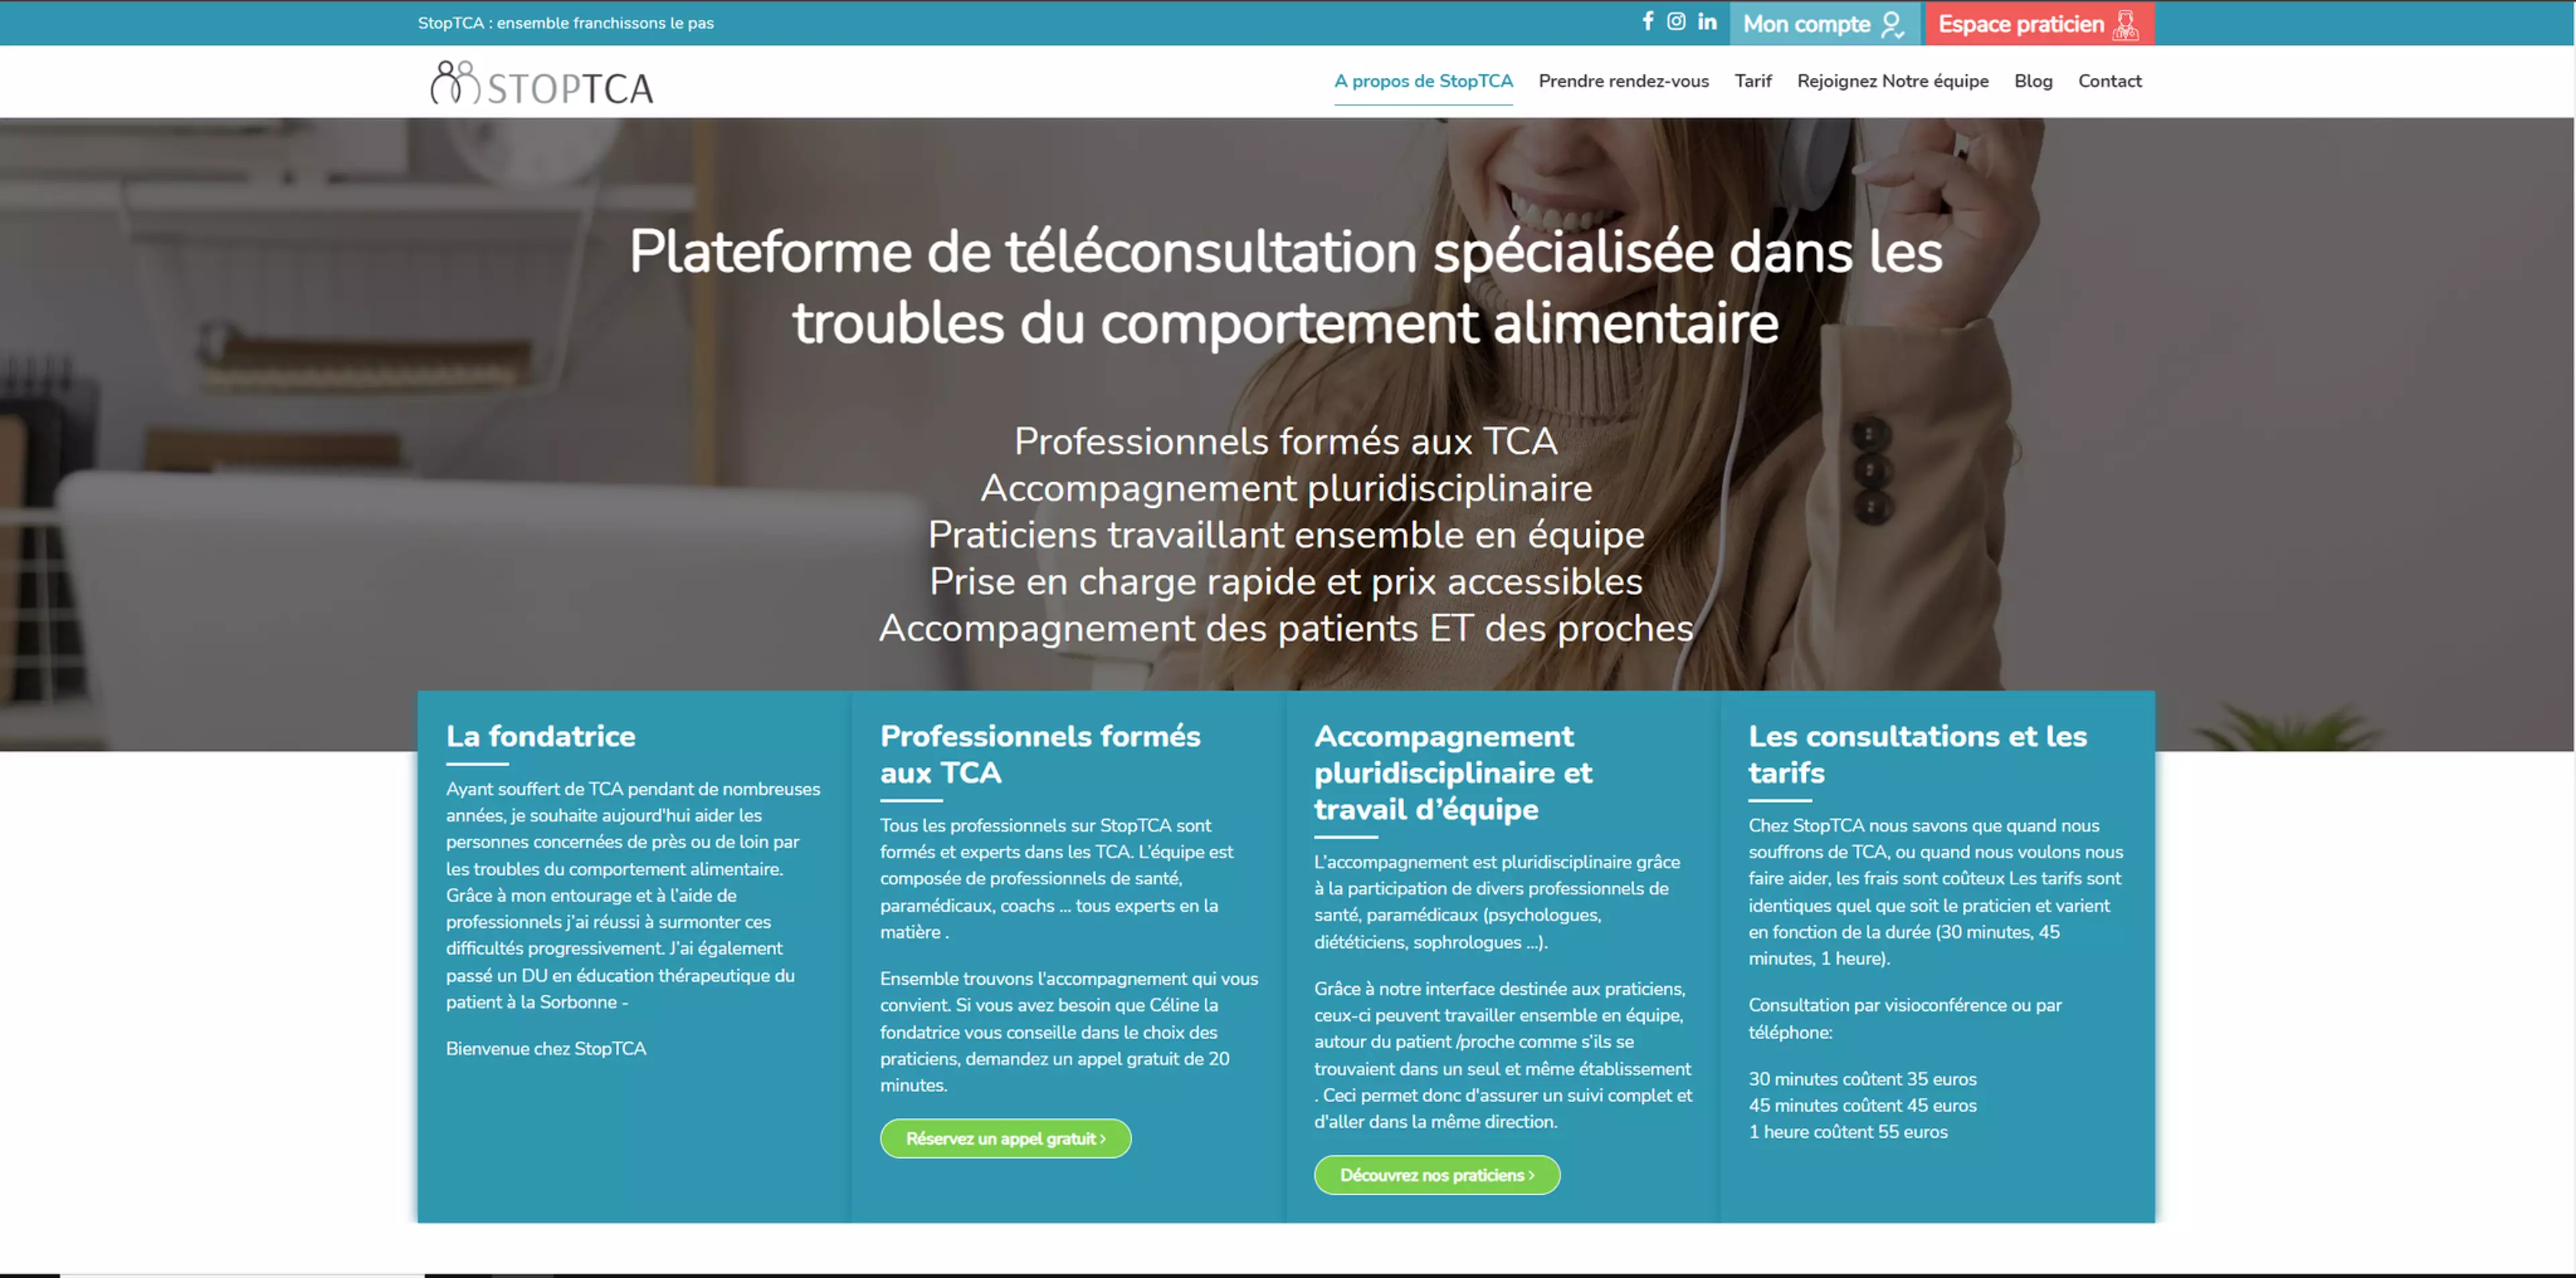 StopTCA : ensemble franchissons le pas
Mon compte
Espace praticien
STOPTCA
A propos de StopTCA
Prendre rendez-vous
Tarif
Rejoignez Notre équipe
Blog
Contact
Plateforme de téléconsultation spécialisée dans les
troubles du comportement alimentaire
Professionnels formés aux TCA
Accompagnement pluridisciplinaire
Praticiens travaillant ensemble en équipe
Prise en charge rapide et prix accessibles
Accompagnement des patients ET des proches
La fondatrice
Ayant souffert de TCA pendant de nombreuses
années, je souhaite aujourd'hui aider les
personnes concernées de près ou de loin par
les troubles du comportement alimentaire.
Grâce à mon entourage et à l'aide de
professionnels j'ai réussi à surmonter ces
difficultés progressivement. J'ai également
passé un DU en éducation thérapeutique du
patient à la Sorbonne -
Bienvenue chez StopTCA
Professionnels formés
aux TCA
Tous les professionnels sur StopTCA sont
formés et experts dans les TCA. L'équipe est
composée de professionnels de santé,
paramédicaux, coachs ... tous experts en la
matière .
Ensemble trouvons l'accompagnement qui vous
convient. Si vous avez besoin que Céline la
fondatrice vous conseille dans le choix des
praticiens, demandez un appel gratuit de 20
minutes.
Réservez un appel gratuit ›
Accompagnement
pluridisciplinaire et
travail d'équipe
L'accompagnement est pluridisciplinaire grâce
à la participation de divers professionnels de
santé, paramédicaux (psychologues,
diététiciens, sophrologues ...).
Grâce à notre interface destinée aux praticiens,
ceux-ci peuvent travailler ensemble en équipe,
autour du patient /proche comme s'ils se
trouvaient dans un seul et même établissement
. Ceci permet donc d'assurer un suivi complet et
d'aller dans la même direction.
Découvrez nos praticiens ›
Les consultations et les
tarifs
Chez StopTCA nous savons que quand nous
souffrons de TCA, ou quand nous voulons nous
faire aider, les frais sont coûteux Les tarifs sont
identiques quel que soit le praticien et varient
en fonction de la durée (30 minutes, 45
minutes, 1 heure).
Consultation par visioconférence ou par
téléphone:
30 minutes coûtent 35 euros
45 minutes coûtent 45 euros
1 heure coûtent 55 euros